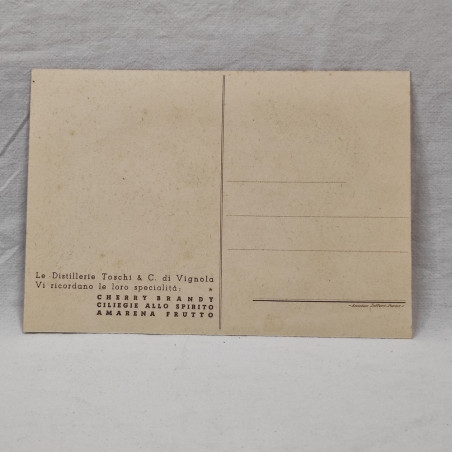 Le Distillerie Toschi & C. di Vignola
Vi ricordano le loro specialità: *
CHERRY BRANDY
CILIEGIE ALLO SPIRITO
AMARENA FRUTTO